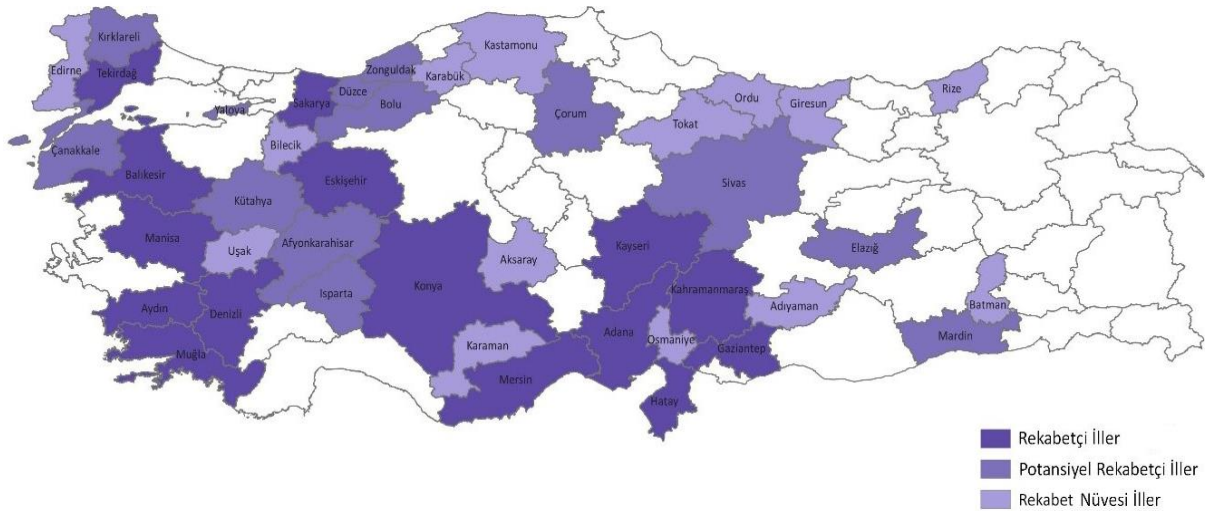 Kırklareli
Edirne
Tekirdağ
Kastamonu
Zonguldak
Karabük
Düzce
Bolu
Sakarya
Yalova
Bilecik
Çorum
Ordu
Giresun
Rize
Tokat
Çanakkale
Balıkesir
Eskişehir
Sivas
Kütahya
Manisa
Uşak
Afyonkarahisar
Kayseri
Elazığ
Aksaray
Konya
Isparta
Kahramanmaraş
Adıyaman
Batman
Aydın
Denizli
Adana
Osmaniye
Gaziantep
Mardin
Karaman
Muğla
Mersin
Hatay
Rekabetçi İller
Potansiyel Rekabetçi İller
Rekabet Nüvesi İller